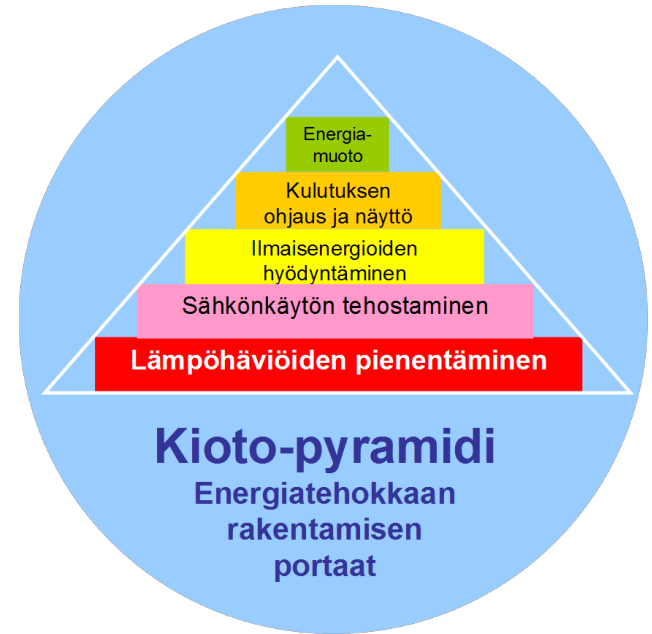 Energia-
muoto
Kulutuksen
ohjaus ja näyttö
Ilmaisenergioiden
hyödyntäminen
Sähkönkäytön tehostaminen
Lämpöhäviöiden pienentäminen
Kioto-pyramidi
Energiatehokkaan
rakentamisen
portaat